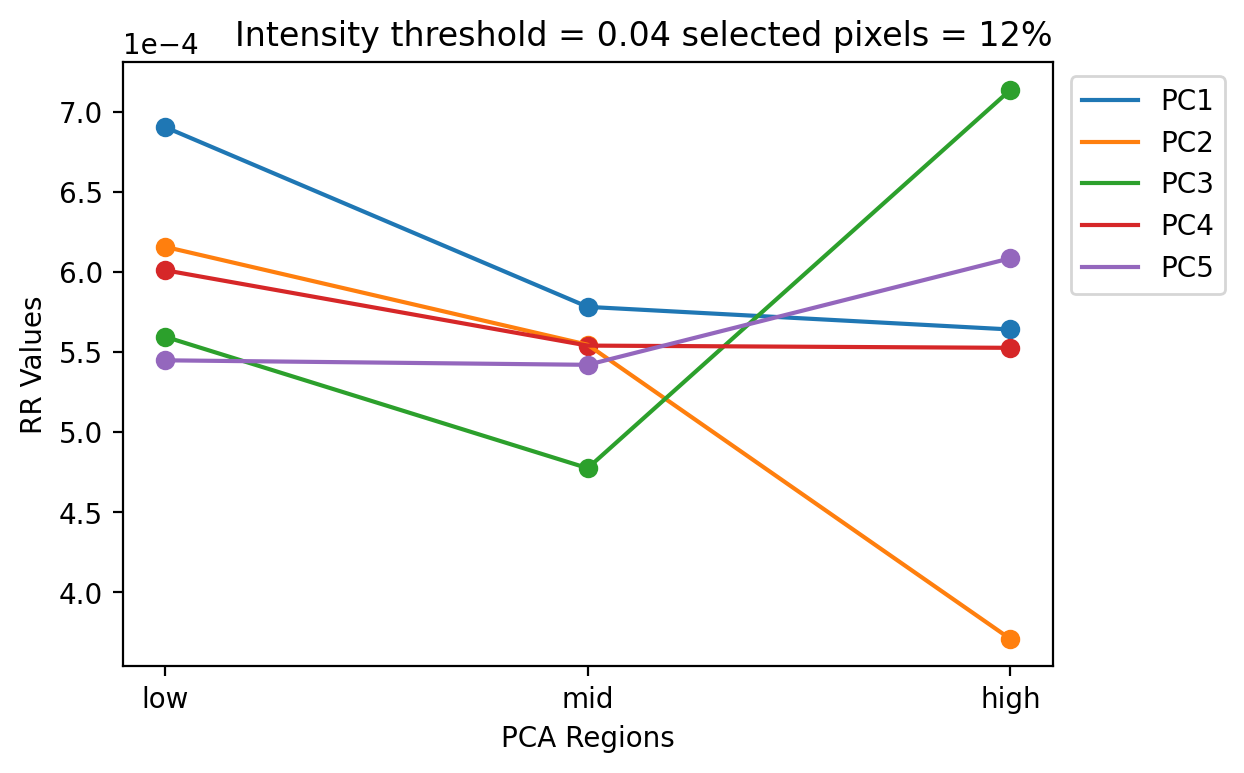 Intensity threshold = 0.04 selected pixels = 12%
1e−4
7.0
6.5
6.0
5.5
5.0
4.5
4.0
RR Values
low
mid
high
PCA Regions
PC1
PC2
PC3
PC4
PC5